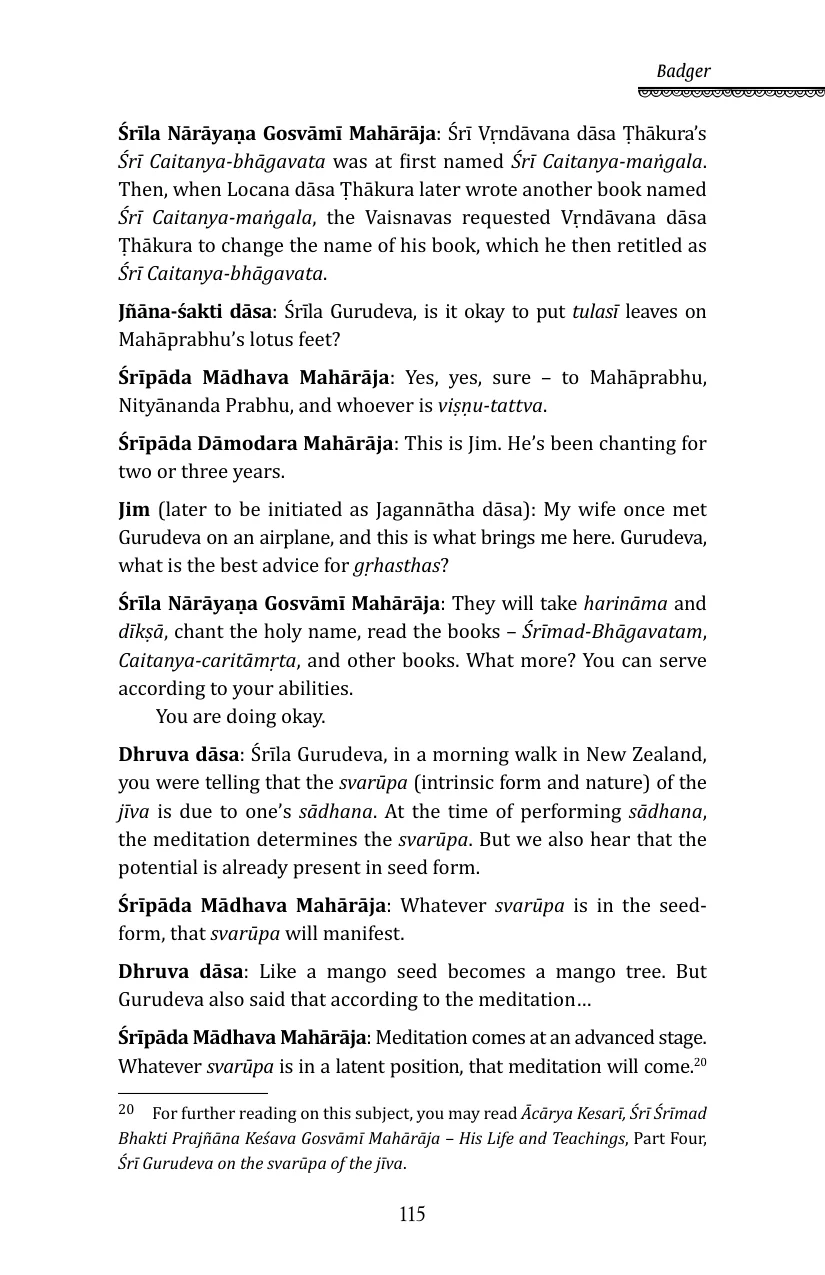 Badger
Śrīla Nārāyaṇa Gosvāmī Mahārāja: Śrī Vṛndāvana dāsa Ṭhākura’s
Śrī Caitanya-bhāgavata was at first named Śrī Caitanya-maṅgala.
Then, when Locana dāsa Ṭhākura later wrote another book named
Śrī Caitanya-maṅgala, the Vaisnavas requested Vṛndāvana dāsa
Ṭhākura to change the name of his book, which he then retitled as
Śrī Caitanya-bhāgavata.
Jñāna-śakti dāsa: Śrīla Gurudeva, is it okay to put tulasī leaves on
Mahāprabhu’s lotus feet?
Śrīpāda Mādhava Mahārāja: Yes, yes, sure – to Mahāprabhu,
Nityānanda Prabhu, and whoever is viṣṇu-tattva.
Śrīpāda Dāmodara Mahārāja: This is Jim. He’s been chanting for
two or three years.
Jim (later to be initiated as Jagannātha dāsa): My wife once met
Gurudeva on an airplane, and this is what brings me here. Gurudeva,
what is the best advice for gṛhasthas?
Śrīla Nārāyaṇa Gosvāmī Mahārāja: They will take harināma and
dīkṣā, chant the holy name, read the books – Śrīmad-Bhāgavatam,
Caitanya-caritāmṛta, and other books. What more? You can serve
according to your abilities.
You are doing okay.
Dhruva dāsa: Śrīla Gurudeva, in a morning walk in New Zealand,
you were telling that the svarūpa (intrinsic form and nature) of the
jīva is due to one’s sādhana. At the time of performing sādhana,
the meditation determines the svarūpa. But we also hear that the
potential is already present in seed form.
Śrīpāda Mādhava Mahārāja: Whatever svarūpa is in the seed-
form, that svarūpa will manifest.
Dhruva dāsa: Like a mango seed becomes a mango tree. But
Gurudeva also said that according to the meditation…
Śrīpāda Mādhava Mahārāja: Meditation comes at an advanced stage.
Whatever svarūpa is in a latent position, that meditation will come.20
20 For further reading on this subject, you may read Ācārya Kesarī, Śrī Śrīmad
Bhakti Prajñāna Keśava Gosvāmī Mahārāja – His Life and Teachings, Part Four,
Śrī Gurudeva on the svarūpa of the jīva.
115